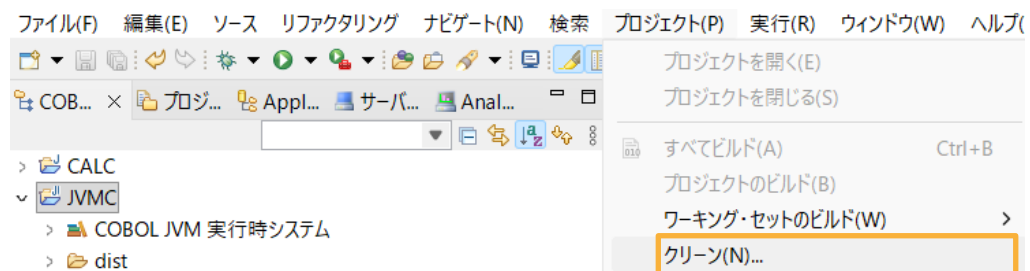 ファイル(F) 編集(E) ソース リファクタリング ナビゲート(N) 検索 プロジェクト(P) 実行(R) ウィンドウ(W) ヘルプ(
プロジェクトを開く(E)
COB... プロジ... Appl... サーバ... Anal...
プロジェクトを閉じる(S)
すべてビルド(A) Ctrl+B
CALC
プロジェクトのビルド(B)
JVMC
ワーキング・セットのビルド(W)
COBOL JVM 実行時システム
クリーン(N)...
dist